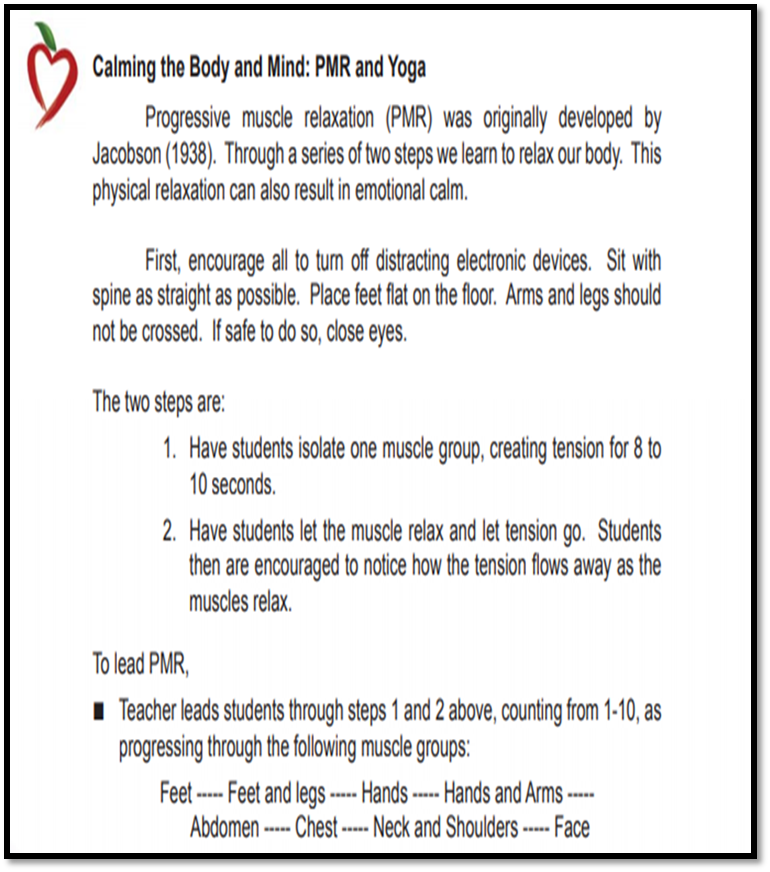 Calming the Body and Mind: PMR and Yoga
Progressive muscle relaxation (PMR) was originally developed by
Jacobson (1938). Through a series of two steps we learn to relax our body. This
physical relaxation can also result in emotional calm.
First, encourage all to turn off distracting electronic devices. Sit with
spine as straight as possible. Place feet flat on the floor. Arms and legs should
not be crossed. If safe to do so, close eyes.
The two steps are:
1. Have students isolate one muscle group, creating tension for 8 to
10 seconds.
2. Have students let the muscle relax and let tension go. Students
then are encouraged to notice how the tension flows away as the
muscles relax.
To lead PMR,
■ Teacher leads students through steps 1 and 2 above, counting from 1-10, as
progressing through the following muscle groups:
Feet ----- Feet and legs ----- Hands ----- Hands and Arms -----
Abdomen ----- Chest ----- Neck and Shoulders ----- Face